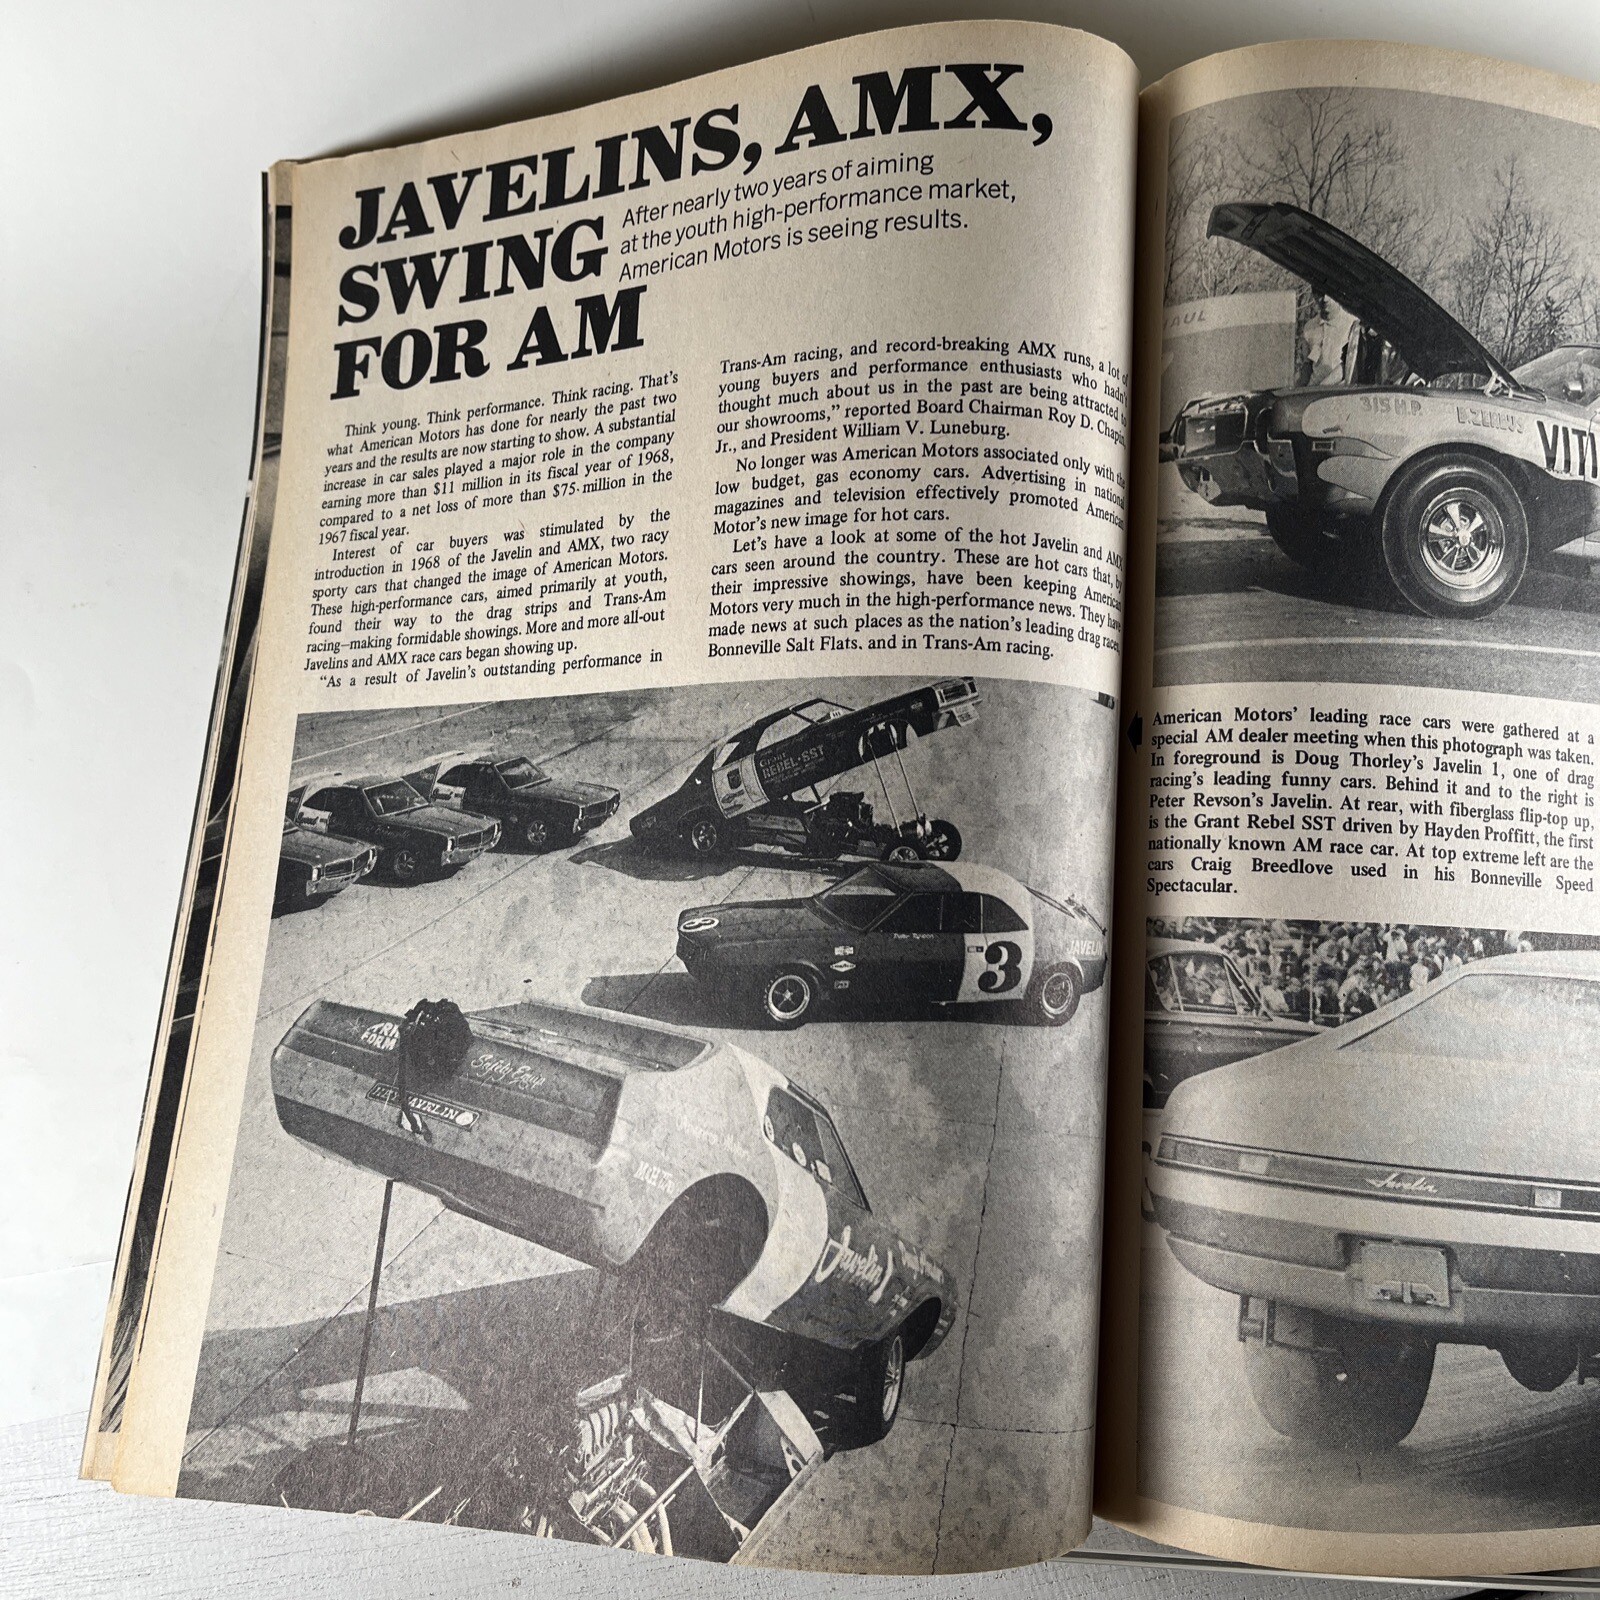 JAVELINS, AMX,
SWING
FOR AM
After nearly two years of aiming
at the youth high-performance market,
American Motors is seeing results.
Think young. Think performance. Think racing. That's
what American Motors has done for nearly the past two
years and the results are now starting to show. A substantial
increase in car sales played a major role in the company
earning more than $11 million in its fiscal year of 1968,
compared to a net loss of more than $75 million in the
1967 fiscal year.
Interest of car buyers was stimulated by the
introduction in 1968 of the Javelin and AMX, two racy
sporty cars that changed the image of American Motors.
These high-performance cars, aimed primarily at youth,
found their way to the drag strips and Trans-Am
racing—making formidable showings. More and more all-out
Javelins and AMX race cars began showing up.
"As a result of Javelin's outstanding performance in
Trans-Am racing, and record-breaking AMX runs, a lot of
young buyers and performance enthusiasts who hadn't
thought much about us in the past are being attracted to
our showrooms," reported Board Chairman Roy D. Chapin
Jr., and President William V. Luneburg.
No longer was American Motors associated only with the
low budget, gas economy cars. Advertising in national
magazines and television effectively promoted American
Motor's new image for hot cars.
Let's have a look at some of the hot Javelin and AMX
cars seen around the country. These are hot cars that, by
their impressive showings, have been keeping American
Motors very much in the high-performance news. They have
made news at such places as the nation's leading drag races,
Bonneville Salt Flats, and in Trans-Am racing.
Grant
REBEL·SST
3
JAVELIN
FORM
Safety Equip
JAVELIN
Javelin 1
315 H.P.
VITI
American Motors' leading race cars were gathered at a
special AM dealer meeting when this photograph was taken.
In foreground is Doug Thorley's Javelin 1, one of drag
racing's leading funny cars. Behind it and to the right is
Peter Revson's Javelin. At rear, with fiberglass flip-top up,
is the Grant Rebel SST driven by Hayden Proffitt, the first
nationally known AM race car. At top extreme left are the
cars Craig Breedlove used in his Bonneville Speed
Spectacular.
Javelin